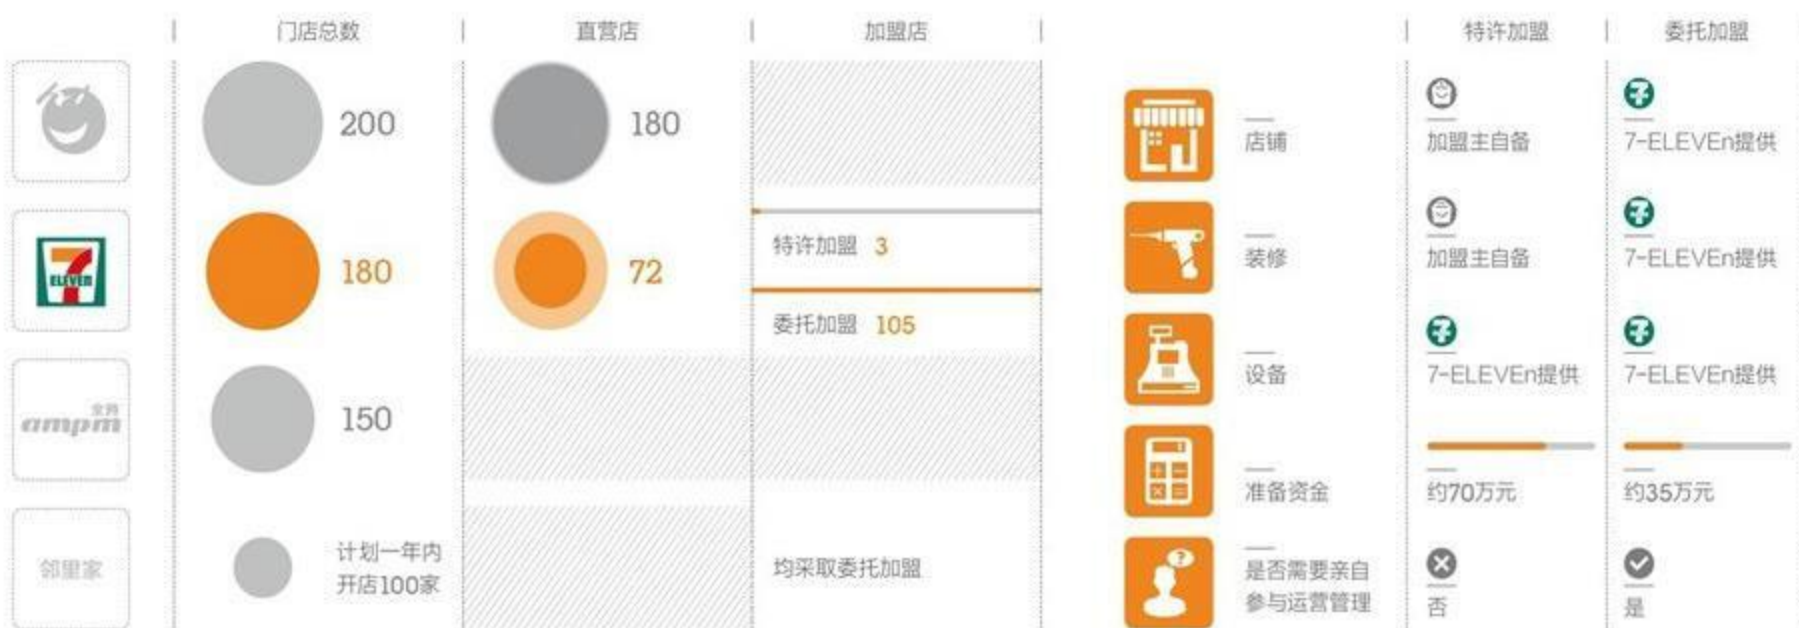 门店总数
直营店
加盟店
特许加盟
委托加盟
200
180
店铺
加盟主自备
7-ELEVEn提供
7
ELEVEN
180
72
特许加盟 3
委托加盟 105
装修
加盟主自备
7-ELEVEn提供
全时
ampm
150
设备
7-ELEVEn提供
7-ELEVEn提供
准备资金
约70万元
约35万元
邻里家
计划一年内
开店100家
均采取委托加盟
是否需要亲自
参与运营管理
否
是